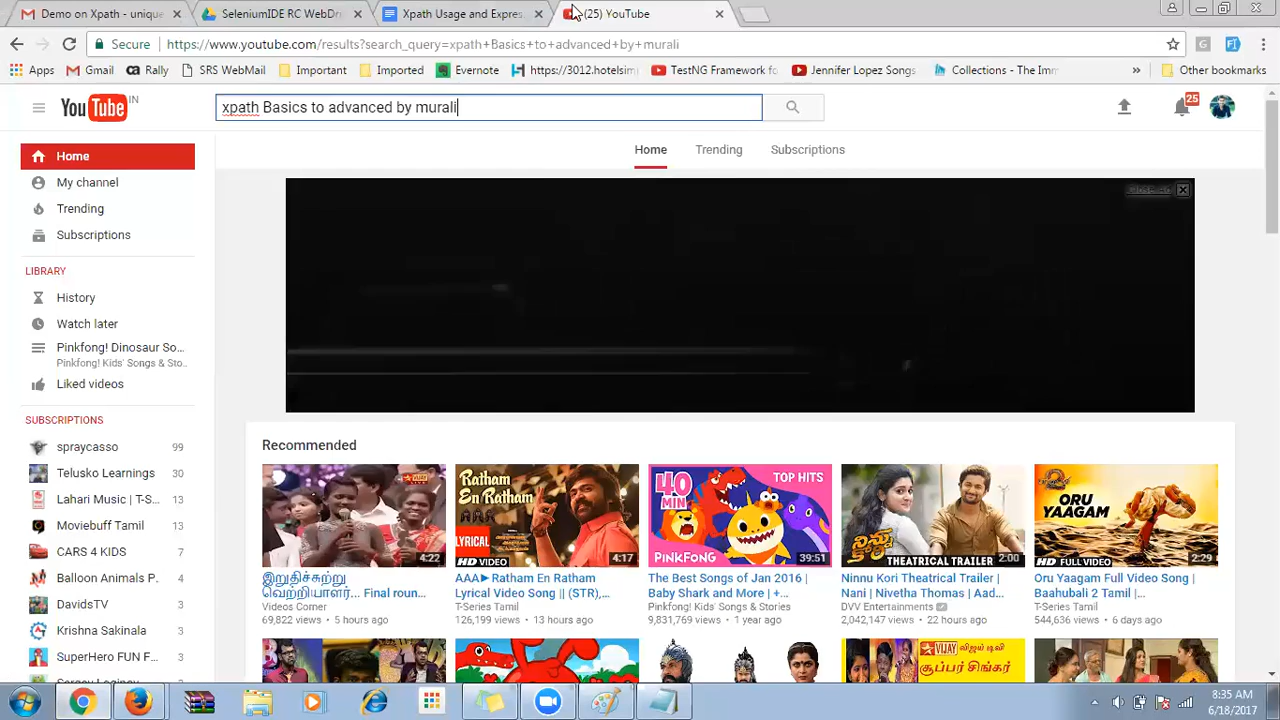 Demo on Xpath - unique
SeleniumIDE RC WebDr
Xpath Usage and Expres
(25) YouTube
Secure
https://www.youtube.com/results?search_query=xpath+Basics+to+advanced+by+murali
Apps
Gmail
Rally
SRS WebMail
Important
Imported
Evernote
https://3012.hotelsim
TestNG Framework fo
Jennifer Lopez Songs
Collections - The Imm
»
Other bookmarks
YouTube IN
xpath Basics to advanced by murali
25
Home
Trending
Subscriptions
Home
My channel
Trending
Subscriptions
LIBRARY
History
Watch later
Pinkfong! Dinosaur So...
Pinkfong! Kids' Songs & Sto..
Liked videos
SUBSCRIPTIONS
spraycasso 99
Telusko Learnings 30
Lahari Music | T-S... 13
Moviebuff Tamil 13
CARS 4 KIDS 7
Balloon Animals P. 4
DavidsTV 3
Krishna Sakinala 3
SuperHero FUN F... 3
Close ad
Recommended
4:22
RATHAM EN RATHAM
LYRICAL
HD VIDEO
4:17
40 MIN
TOP HITS
PINKFONG!
39:51
THEATRICAL TRAILER
2:00
ORU YAAGAM
HD FULL VIDEO
2:29
இறுதிச்சுற்று
வெற்றியாளர்... Final roun...
Videos Corner
69,822 views • 5 hours ago
AAA►Ratham En Ratham
Lyrical Video Song || (STR),...
T-Series Tamil
126,199 views • 13 hours ago
The Best Songs of Jan 2016 |
Baby Shark and More | +...
Pinkfong! Kids' Songs & Stories
9,831,769 views • 1 year ago
Ninnu Kori Theatrical Trailer |
Nani | Nivetha Thomas | Aad...
DVV Entertainments
2,042,147 views • 22 hours ago
Oru Yaagam Full Video Song |
Baahubali 2 Tamil |...
T-Series Tamil
544,636 views • 6 days ago
VIJAY
விஜய் டிவி
சூப்பர் சிங்கர்
8:35 AM
6/18/2017